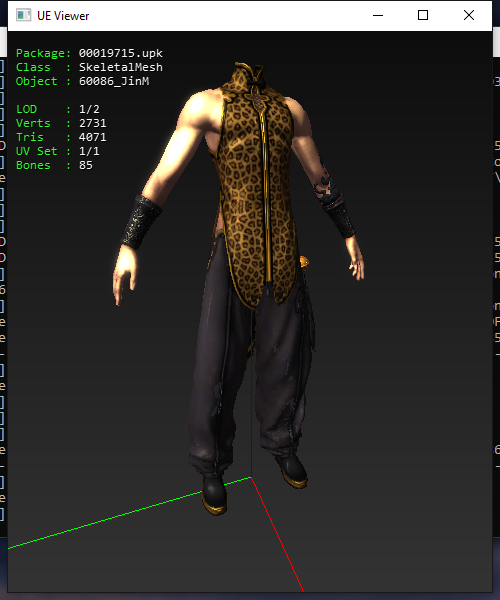 UE Viewer
Package: 00019715.upk
Class : SkeletalMesh
Object : 60086_JinM
LOD : 1/2
Verts : 2731
Tris : 4071
UV Set : 1/1
Bones : 85